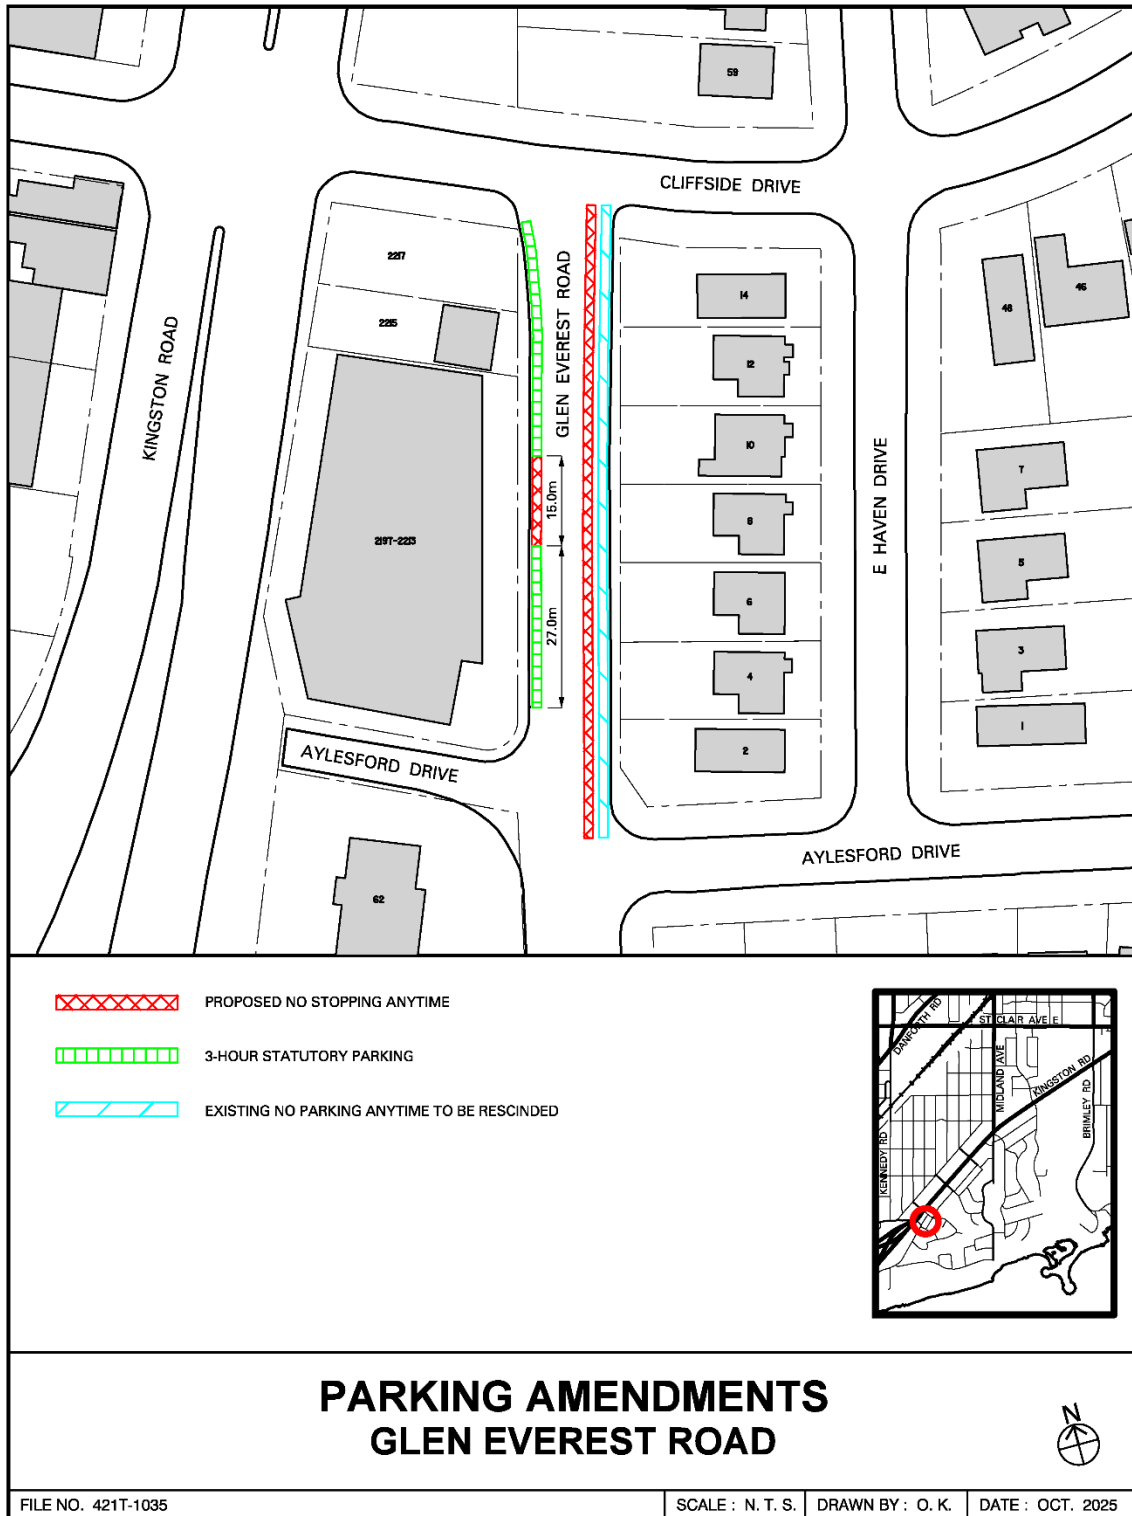 59
CLIFFSIDE DRIVE
2217
2215
GLEN EVEREST ROAD
KINGSTON ROAD
14
12
10
8
6
4
2
48
46
E HAVEN DRIVE
7
5
3
1
15.0m
27.0m
2197-2213
AYLESFORD DRIVE
AYLESFORD DRIVE
62
PROPOSED NO STOPPING ANYTIME
3-HOUR STATUTORY PARKING
EXISTING NO PARKING ANYTIME TO BE RESCINDED
DANFORTH RD
ST CLAIR AVE E
MIDLAND AVE
KINGSTON RD
BRIMLEY RD
KENNEDY RD
PARKING AMENDMENTS
GLEN EVEREST ROAD
N
FILE NO. 421T-1035
SCALE : N. T. S.
DRAWN BY : O. K.
DATE : OCT. 2025